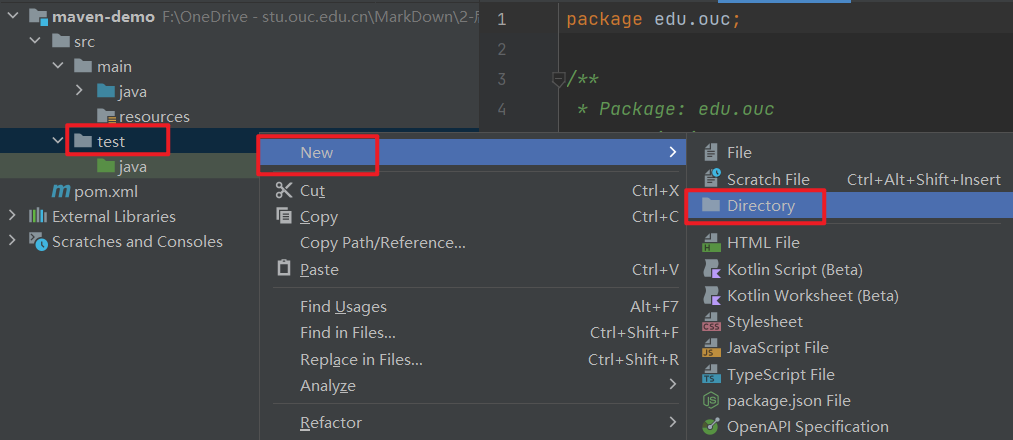 maven-demo F:\OneDrive - stu.ouc.edu.cn\MarkDown\2-
src
main
java
resources
test
java
pom.xml
External Libraries
Scratches and Consoles
1 package edu.ouc;
2
3 /**
4 * Package: edu.ouc
New
Cut Ctrl+X
Copy Ctrl+C
Copy Path/Reference...
Paste Ctrl+V
Find Usages Alt+F7
Find in Files... Ctrl+Shift+F
Replace in Files... Ctrl+Shift+R
Analyze
Refactor
File
Scratch File Ctrl+Alt+Shift+Insert
Directory
HTML File
Kotlin Script (Beta)
Kotlin Worksheet (Beta)
Stylesheet
JavaScript File
TypeScript File
package.json File
OpenAPI Specification